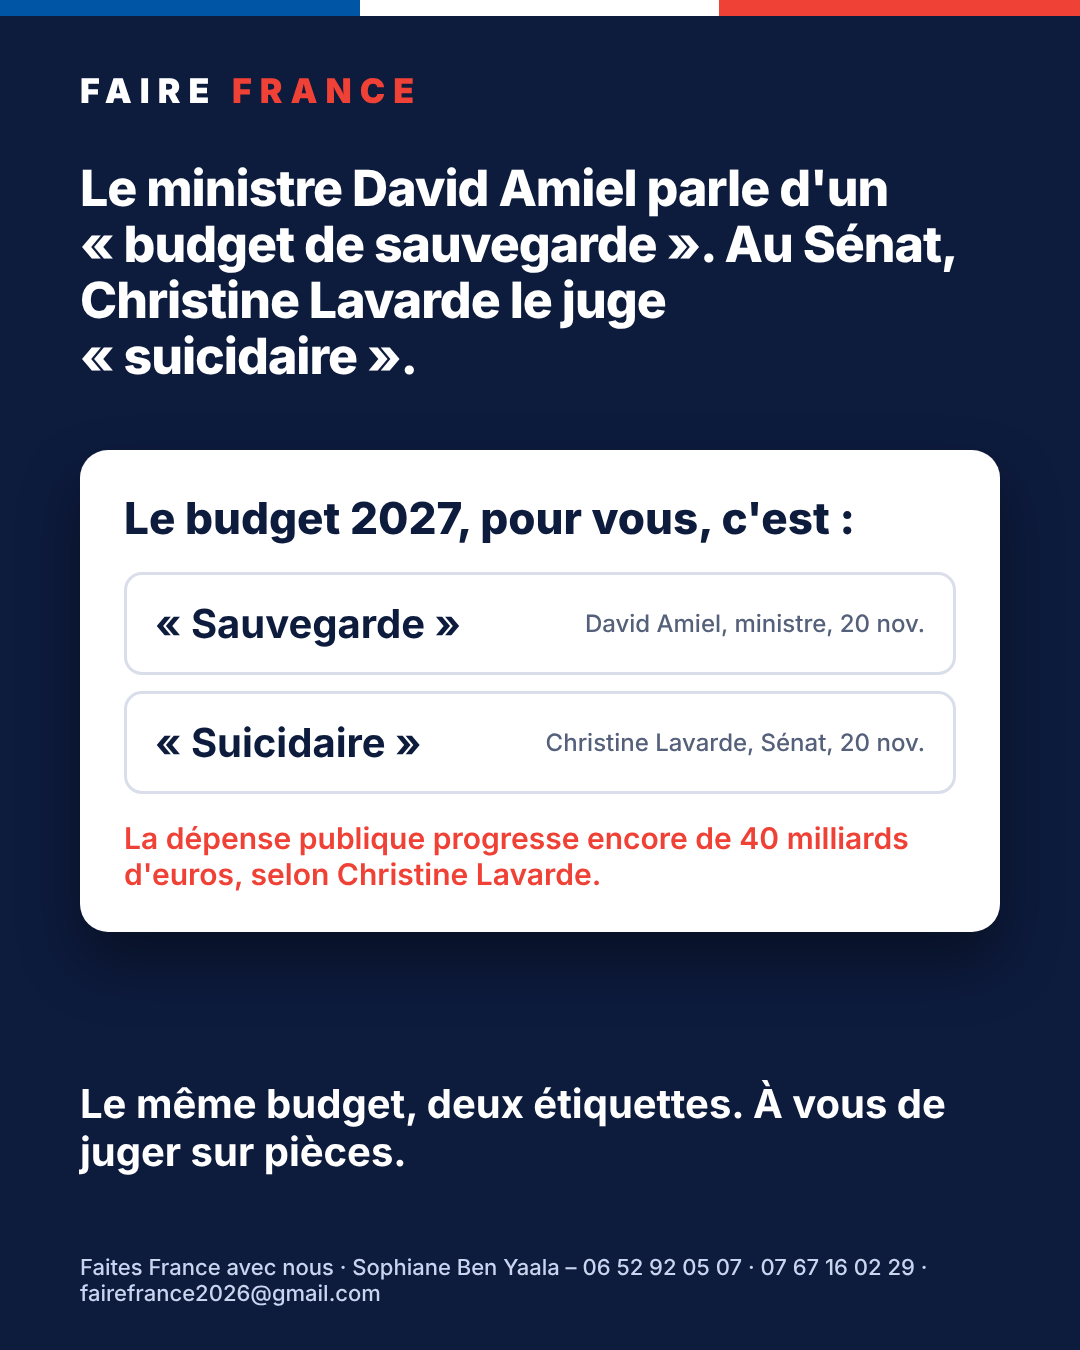 FAIRE FRANCE
Le ministre David Amiel parle d'un
« budget de sauvegarde ». Au Sénat,
Christine Lavarde le juge
« suicidaire ».
Le budget 2027, pour vous, c'est :
« Sauvegarde » David Amiel, ministre, 20 nov.
« Suicidaire » Christine Lavarde, Sénat, 20 nov.
La dépense publique progresse encore de 40 milliards
d'euros, selon Christine Lavarde.
Le même budget, deux étiquettes. À vous de
juger sur pièces.
Faites France avec nous · Sophiane Ben Yaala – 06 52 92 05 07 · 07 67 16 02 29 ·
fairefrance2026@gmail.com